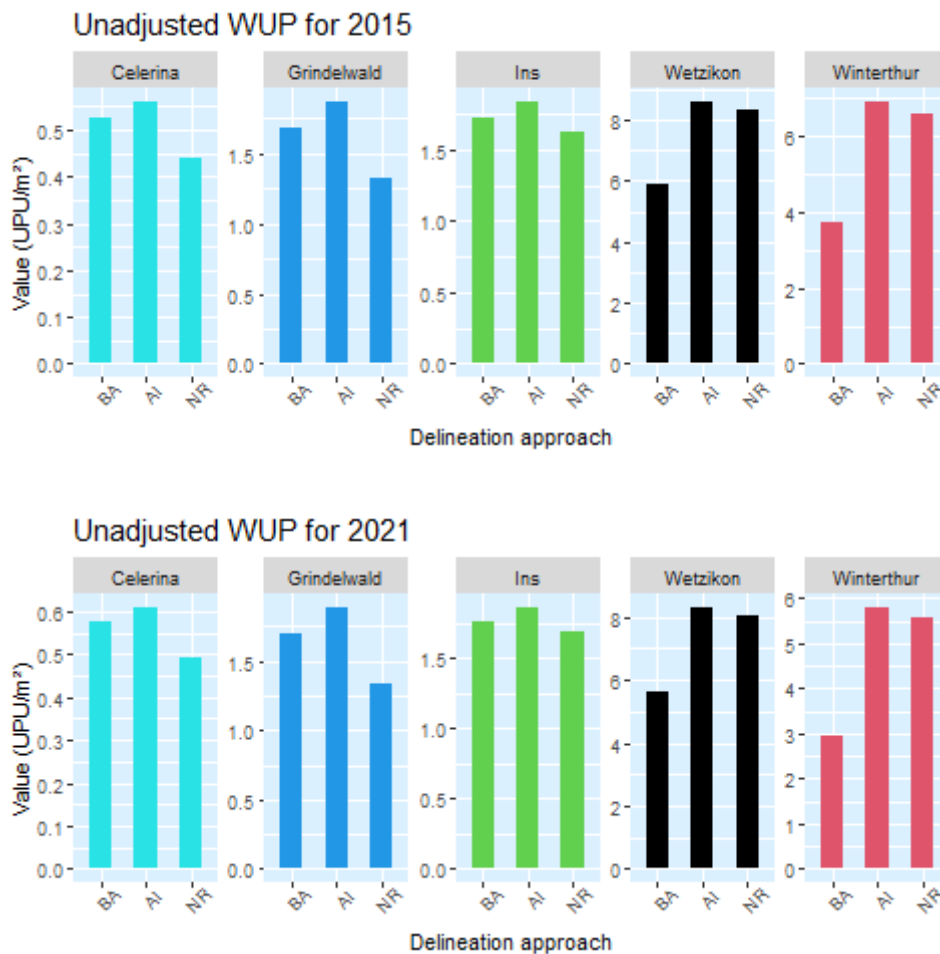 Unadjusted WUP for 2015
Celerina Grindelwald Ins Wetzikon Winterthur
Value (UPU/m²)
0.5 0.4 0.3 0.2 0.1 0.0
1.5 1.0 0.5 0.0
1.5 1.0 0.5 0.0
8 6 4 2 0
6 4 2 0
BA AI NR BA AI NR BA AI NR BA AI NR BA AI NR
Delineation approach
Unadjusted WUP for 2021
Celerina Grindelwald Ins Wetzikon Winterthur
Value (UPU/m²)
0.6 0.5 0.4 0.3 0.2 0.1 0.0
1.5 1.0 0.5 0.0
1.5 1.0 0.5 0.0
8 6 4 2 0
6 5 4 3 2 1 0
BA AI NR BA AI NR BA AI NR BA AI NR BA AI NR
Delineation approach